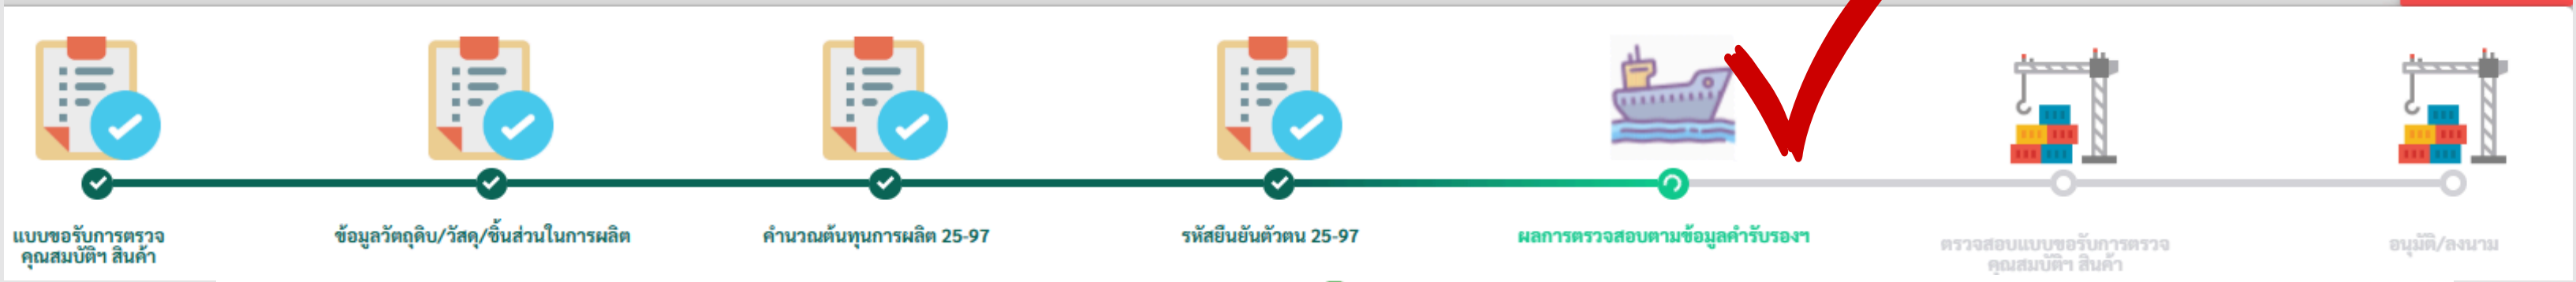 แบบขอรับการตรวจ
คุณสมบัติฯ สินค้า
ข้อมูลวัตถุดิบ/วัสดุ/ชิ้นส่วนในการผลิต
คำนวณต้นทุนการผลิต 25-97
รหัสยืนยันตัวตน 25-97
ผลการตรวจสอบตามข้อมูลคำรับรองฯ
ตรวจสอบแบบขอรับการตรวจ
คุณสมบัติฯ สินค้า
อนุมัติ/ลงนาม